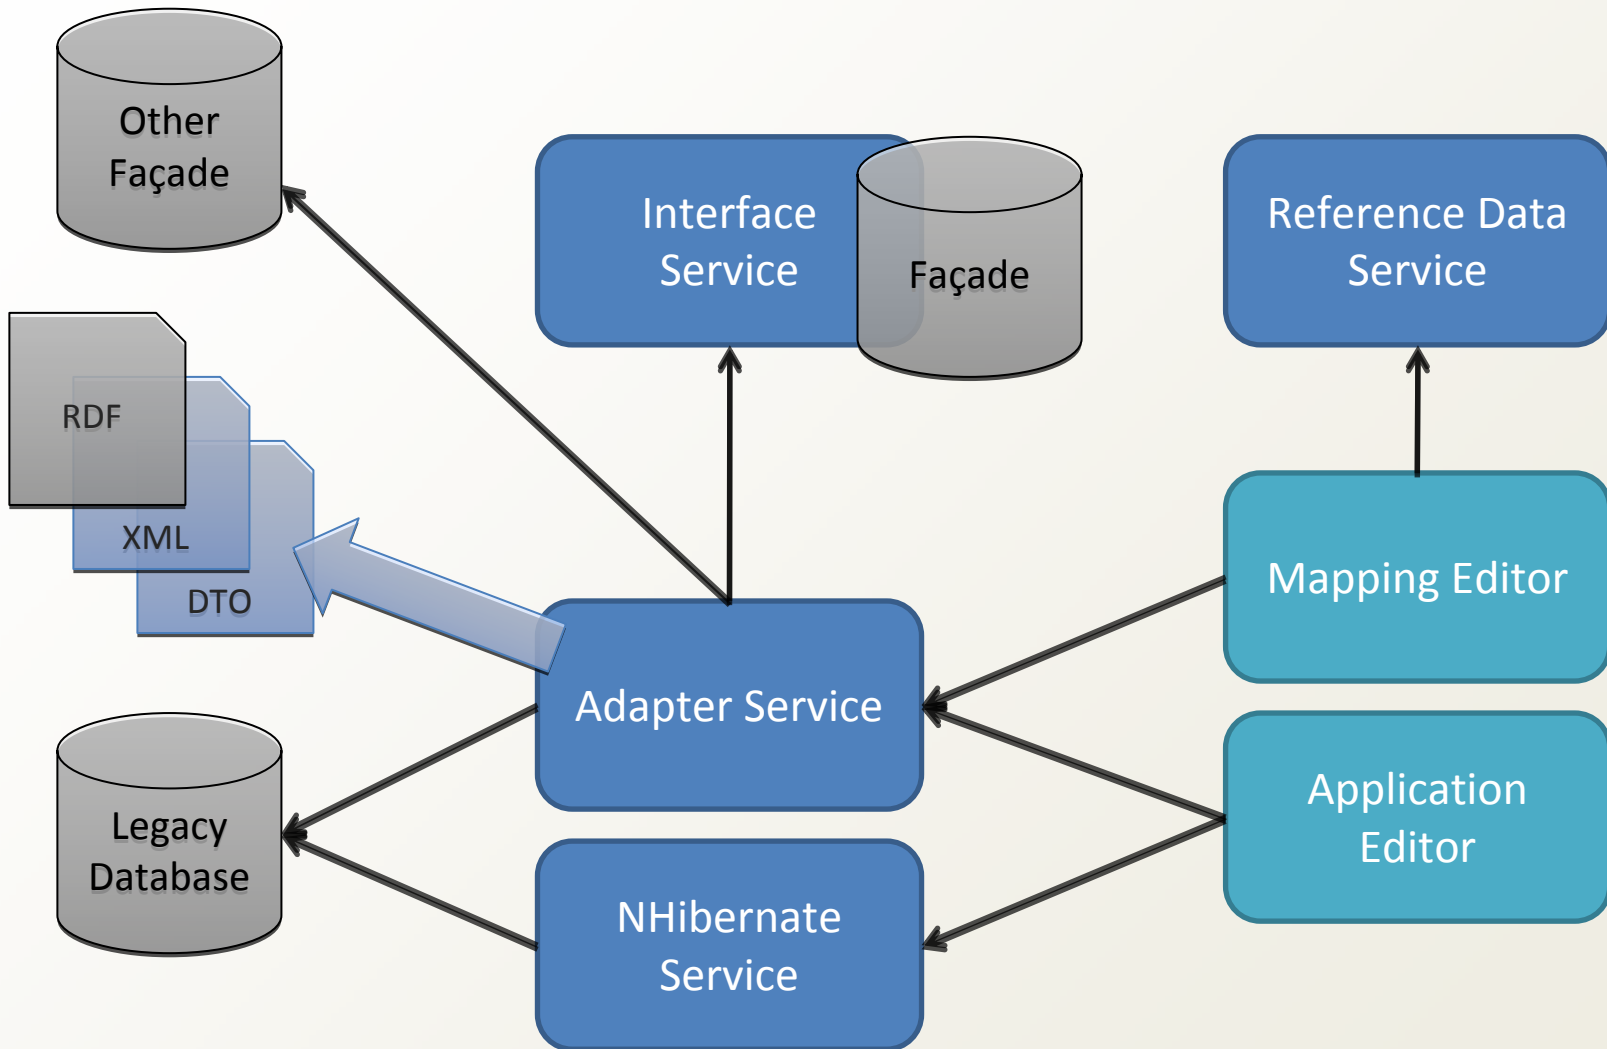 Other
Façade
Interface
Service
Façade
Reference Data
Service
RDF
XML
DTO
Mapping Editor
Adapter Service
Application
Editor
Legacy
Database
NHibernate
Service